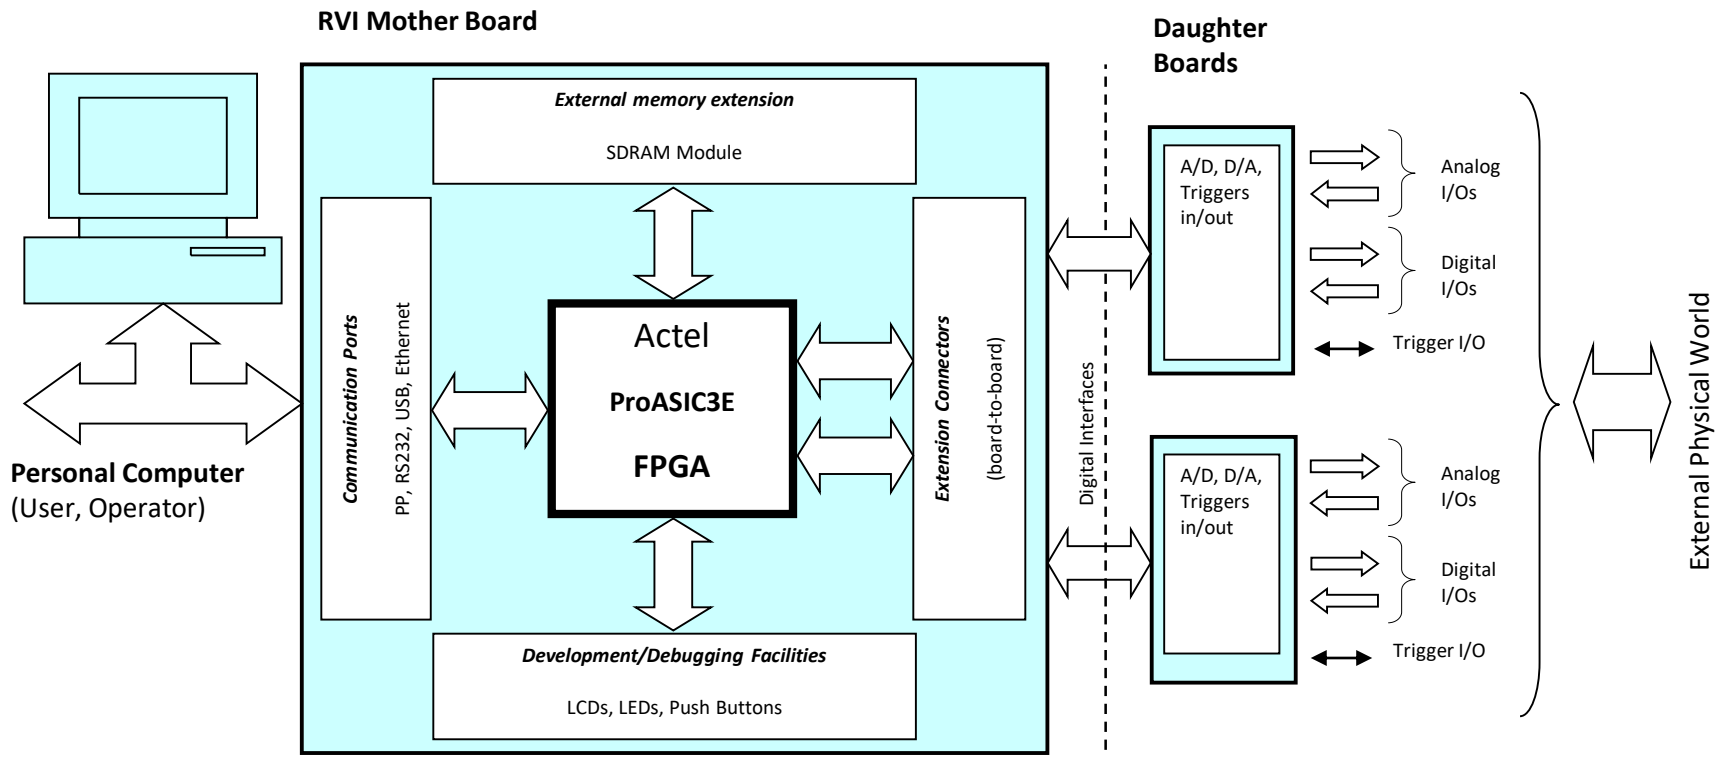 RVI Mother Board
Daughter
Boards
External memory extension
SDRAM Module
Communication Ports
PP, RS232, USB, Ethernet
Actel
ProASIC3E
FPGA
Extension Connectors
(board-to-board)
Development/Debugging Facilities
LCDs, LEDs, Push Buttons
Personal Computer
(User, Operator)
Digital Interfaces
A/D, D/A,
Triggers
in/out
Analog
I/Os
Digital
I/Os
Trigger I/O
A/D, D/A,
Triggers
in/out
Analog
I/Os
Digital
I/Os
Trigger I/O
External Physical World